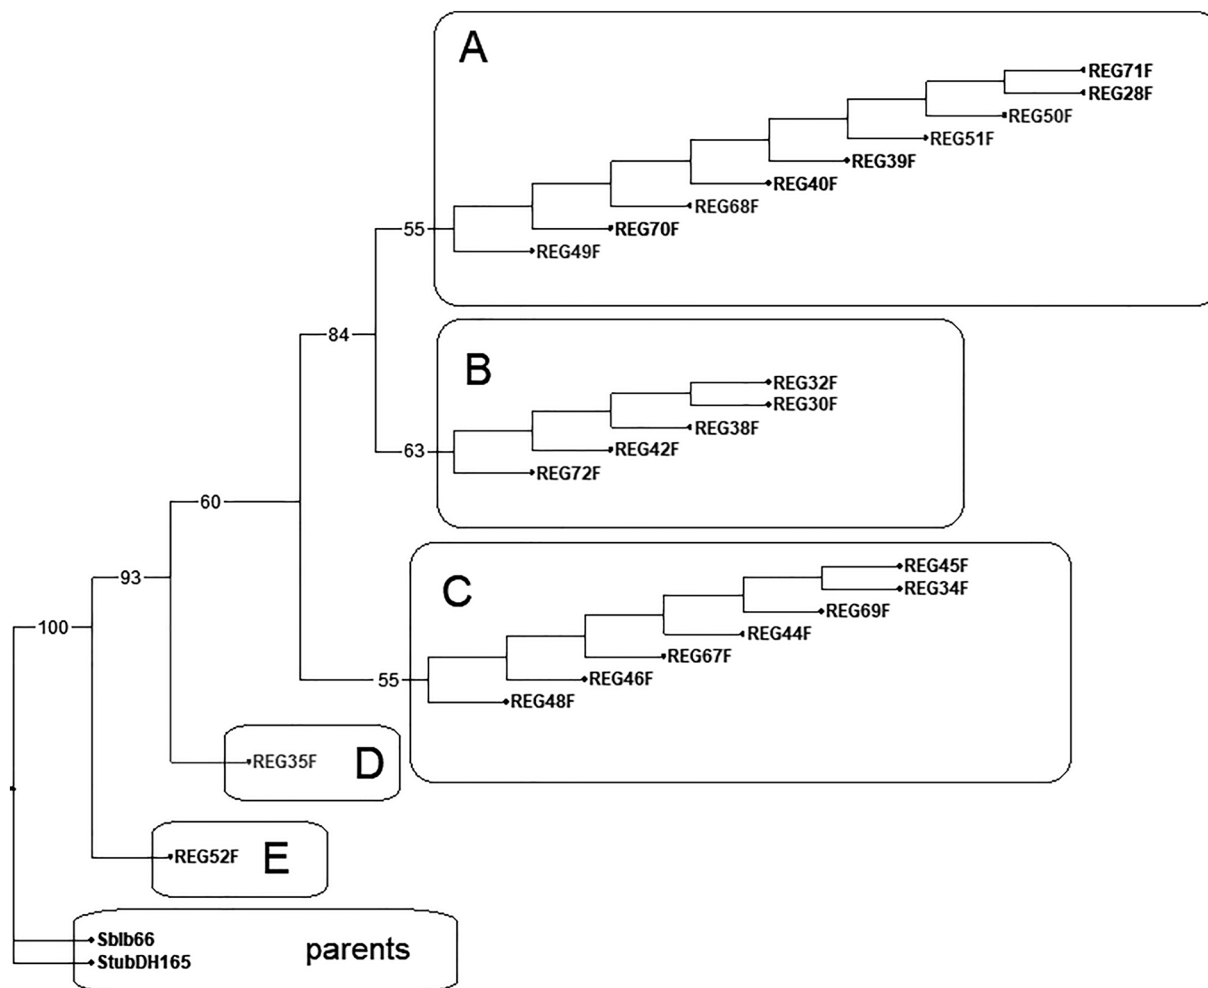 A
REG71F
REG28F
REG50F
REG51F
REG39F
REG40F
REG68F
REG70F
55
REG49F
84
B
REG32F
REG30F
REG38F
REG42F
63
REG72F
60
C
REG45F
REG34F
REG69F
REG44F
REG67F
REG46F
55
REG48F
93
100
REG35F D
REG52F E
Sblb66
parents
StubDH165